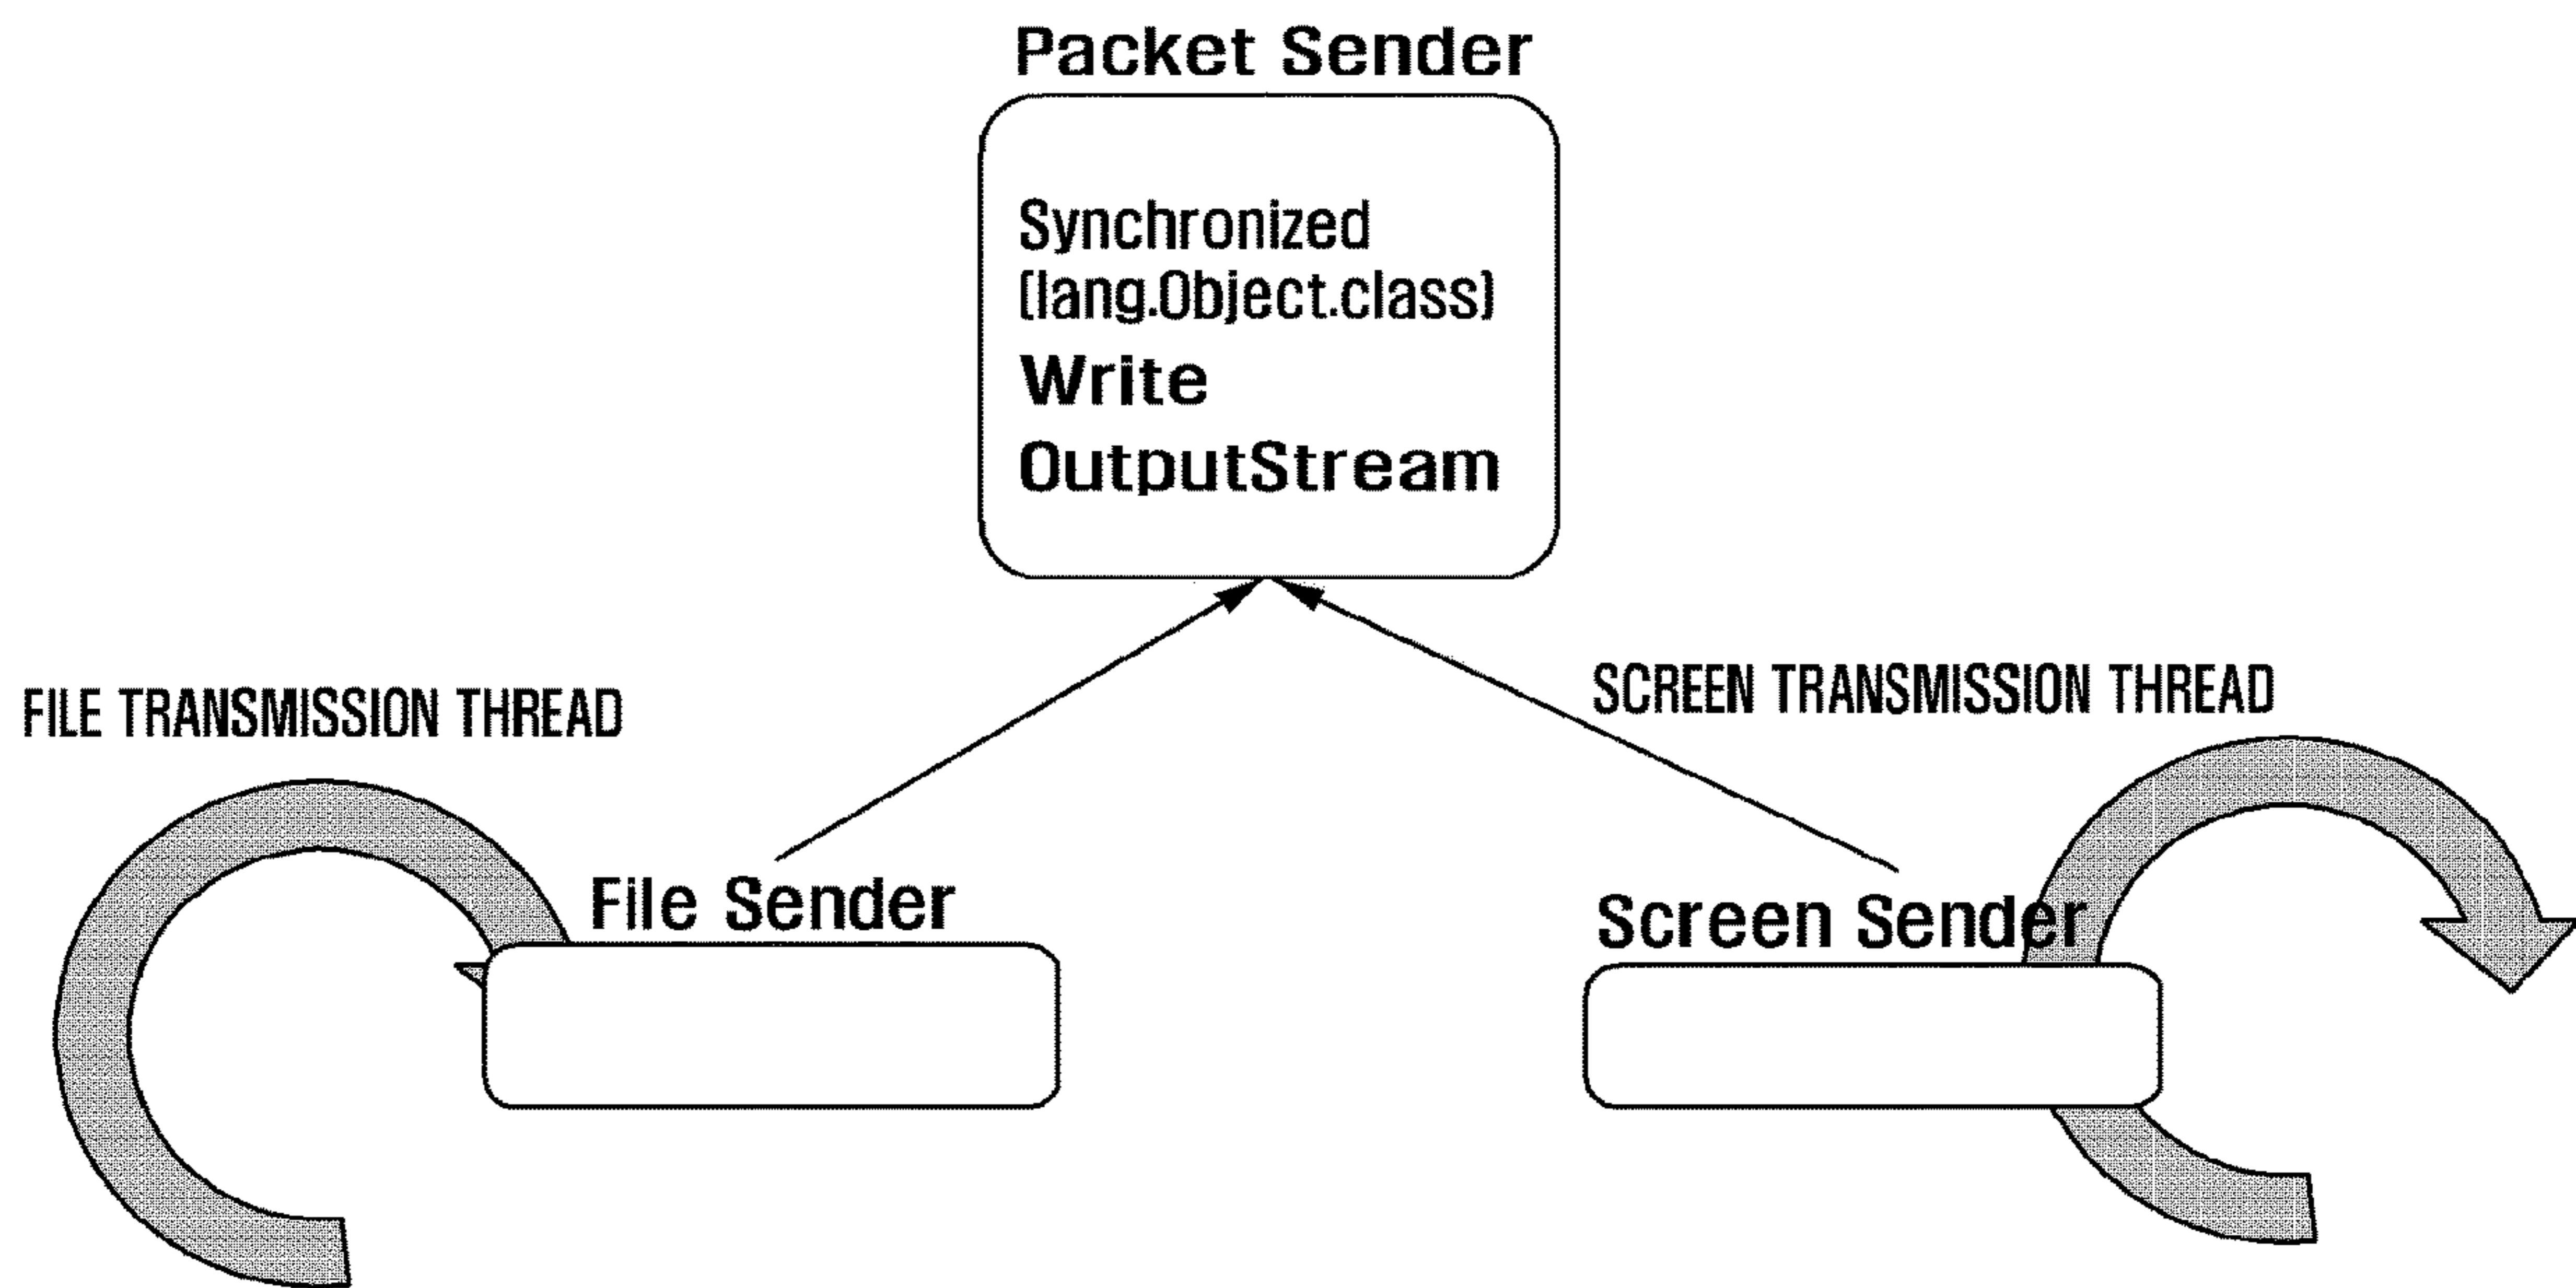 Packet Sender
Synchronized
(lang.Object.class)
Write
OutputStream
FILE TRANSMISSION THREAD
SCREEN TRANSMISSION THREAD
File Sender
Screen Sender